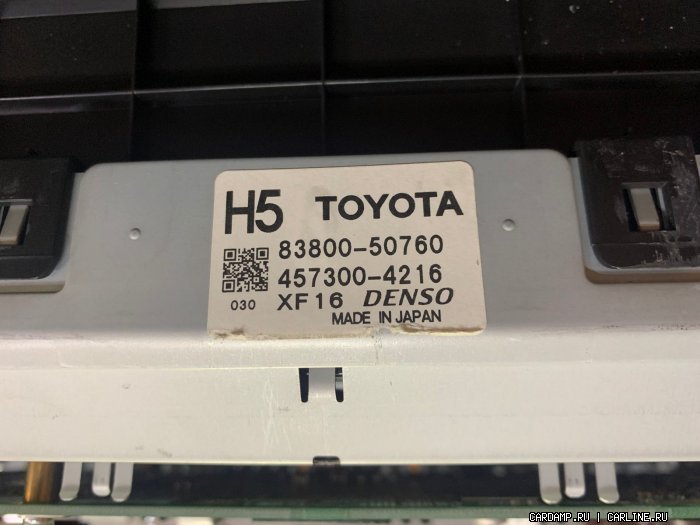 H5 TOYOTA
83800-50760
457300-4216
030 XF16 DENSO
MADE IN JAPAN
CARDAMP.RU | CARLINE.RU